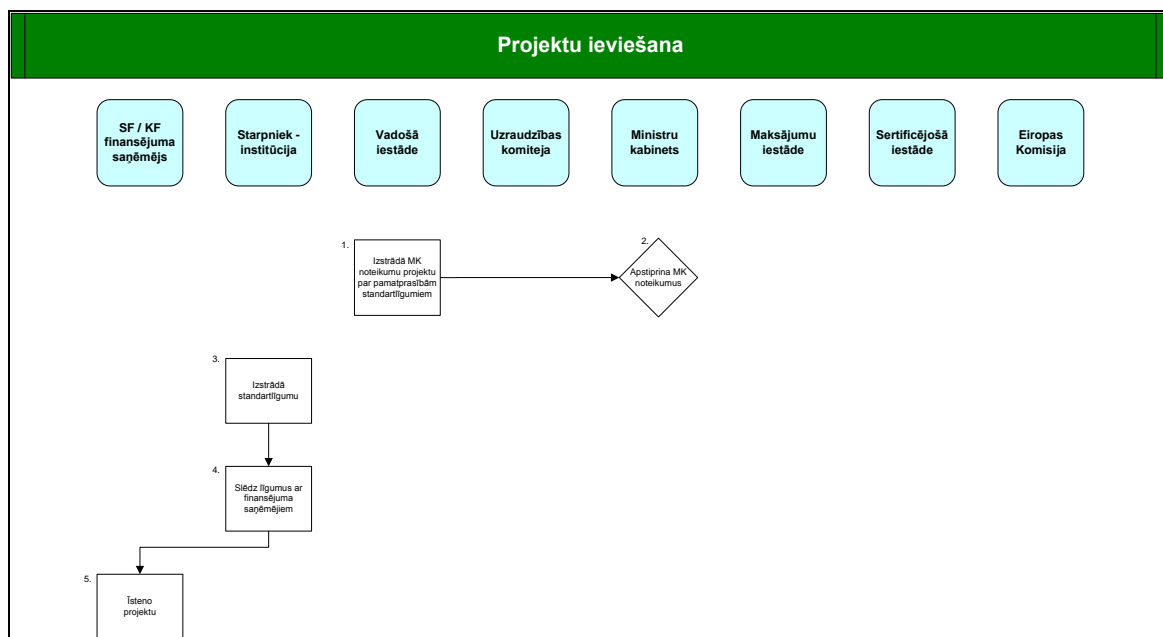 Projektu ieviešana
SF / KF
finansējuma
saņēmējs
Starpniek -
institūcija
Vadošā
iestāde
Uzraudzības
komiteja
Ministru
kabinets
Maksājumu
iestāde
Sertificējošā
iestāde
Eiropas
Komisija
1.
Izstrādā MK
noteikumu projektu
par pamatprasībām
standartlīgumiem
2.
Apstiprina MK
noteikumus
3.
Izstrādā
standartlīgumu
4.
Slēdz līgumus ar
finansējuma
saņēmējiem
5.
Īsteno
projektu